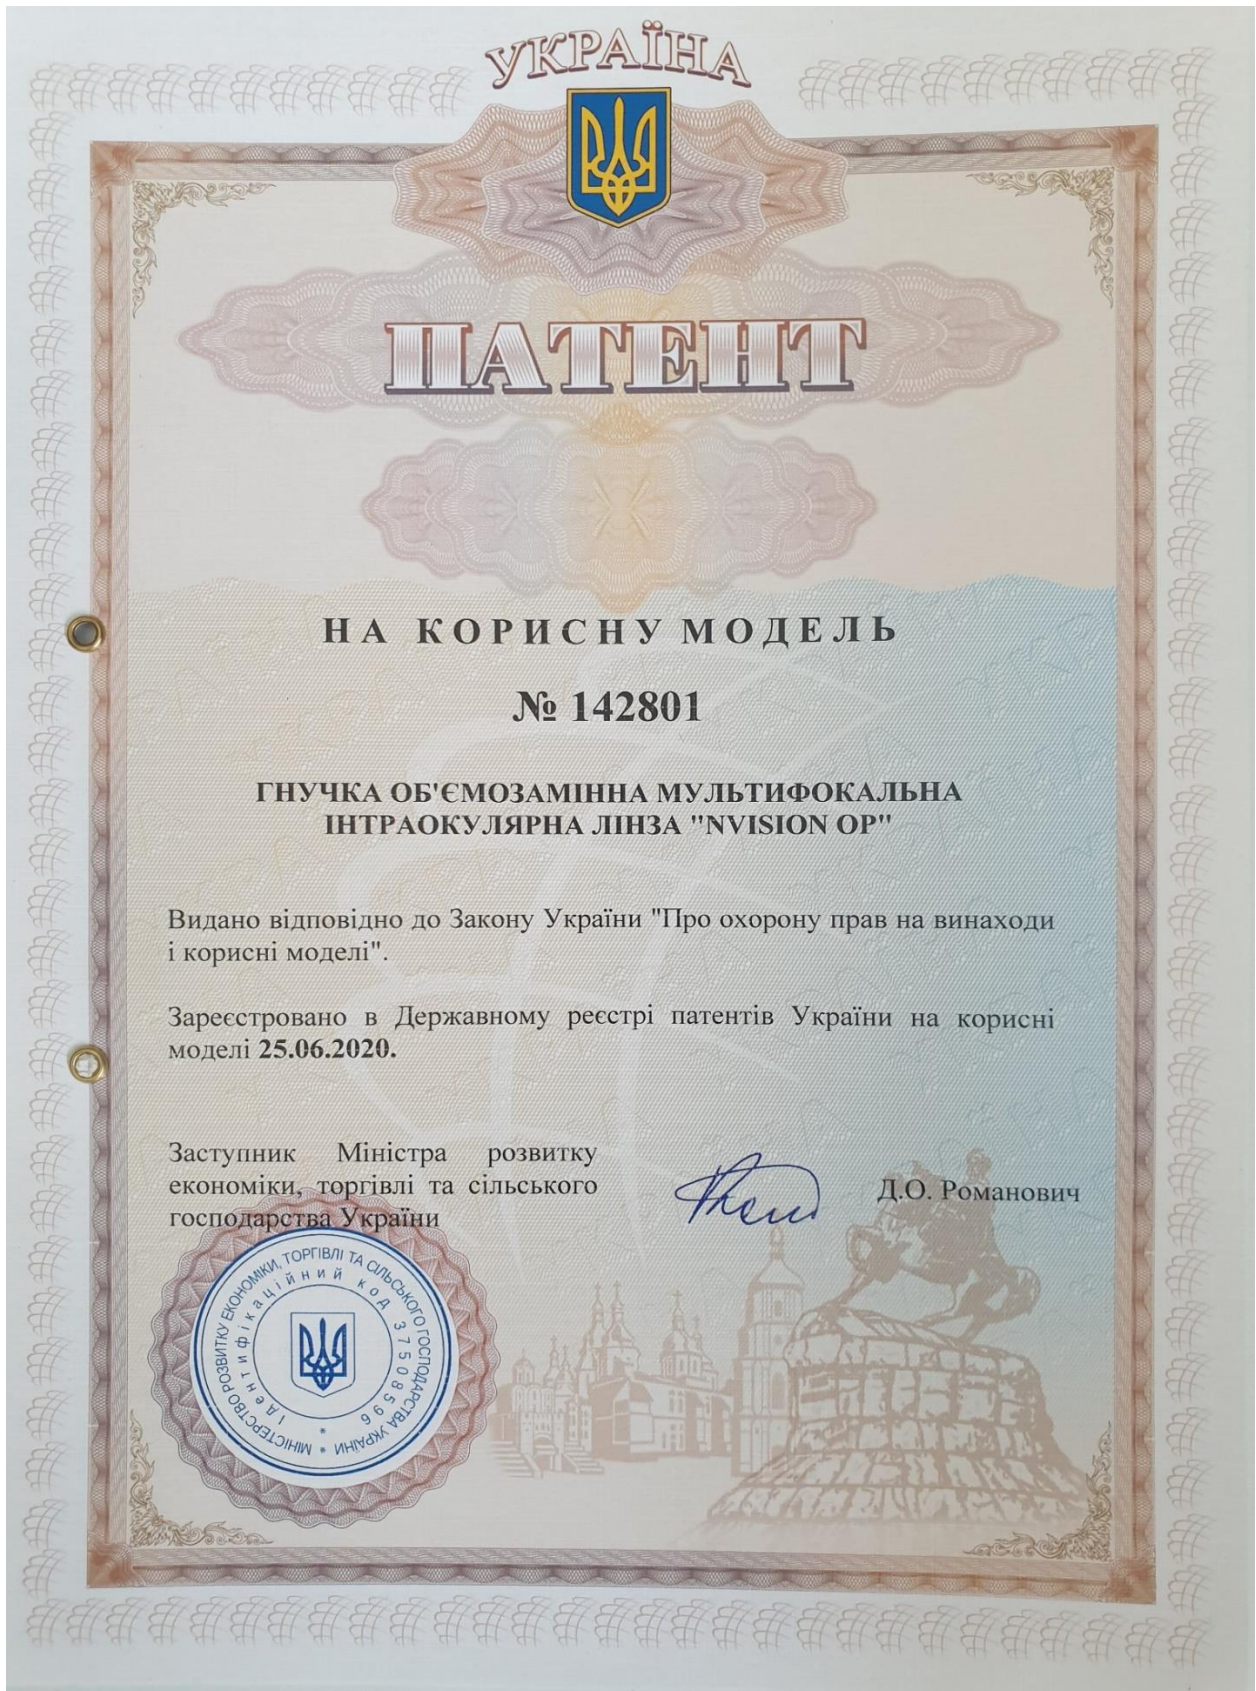 УКРАЇНА
ПАТЕНТ
НА КОРИСНУ МОДЕЛЬ
№ 142801
ГНУЧКА ОБ'ЄМОЗАМІННА МУЛЬТИФОКАЛЬНА
ІНТРАОКУЛЯРНА ЛІНЗА "NVISION OP"
Видано відповідно до Закону України "Про охорону прав на винаходи
і корисні моделі".
Зареєстровано в Державному реєстрі патентів України на корисні
моделі 25.06.2020.
Заступник Міністра розвитку
економіки, торгівлі та сільського
господарства України
Д.О. Романович
МІНІСТЕРСТВО РОЗВИТКУ ЕКОНОМІКИ, ТОРГІВЛІ ТА СІЛЬСЬКОГО ГОСПОДАРСТВА УКРАЇНИ *
Ідентифікаційний код 37508596 *